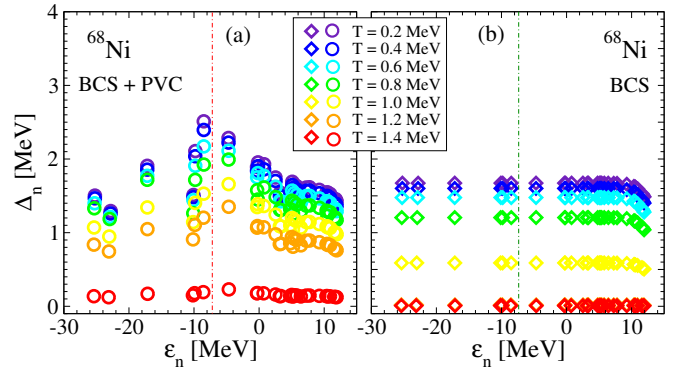 ⁶⁸Ni
(a)
BCS + PVC
T = 0.2 MeV
T = 0.4 MeV
T = 0.6 MeV
T = 0.8 MeV
T = 1.0 MeV
T = 1.2 MeV
T = 1.4 MeV
(b)
⁶⁸Ni
BCS
Δₙ [MeV]
4
3
2
1
0
-30 -20 -10 0 10
-30 -20 -10 0 10
εₙ [MeV]
εₙ [MeV]